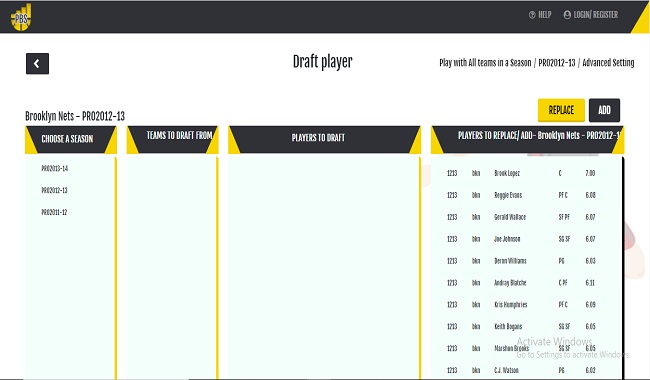 PBS
HELP
LOGIN/ REGISTER
Draft player
Play with All teams in a Season / PRO2012-13 / Advanced Setting
Brooklyn Nets - PRO2012-13
REPLACE
ADD
CHOOSE A SEASON
TEAMS TO DRAFT FROM
PLAYERS TO DRAFT
PLAYERS TO REPLACE/ ADD- Brooklyn Nets - PRO2012-1
PRO2013-14
PRO2012-13
PRO2011-12
1213 bkn Brook Lopez C 7.00
1213 bkn Reggie Evans PF C 6.08
1213 bkn Gerald Wallace SF PF 6.07
1213 bkn Joe Johnson SG SF 6.07
1213 bkn Deron Williams PG 6.03
1213 bkn Andray Blatche C PF 6.11
1213 bkn Kris Humphries PF C 6.09
1213 bkn Keith Bogans SG SF 6.05
1213 bkn Marshon Brooks SG SF 6.05
1213 bkn C.J. Watson PG 6.02
Activate Windows
Go to Settings to activate Windows.